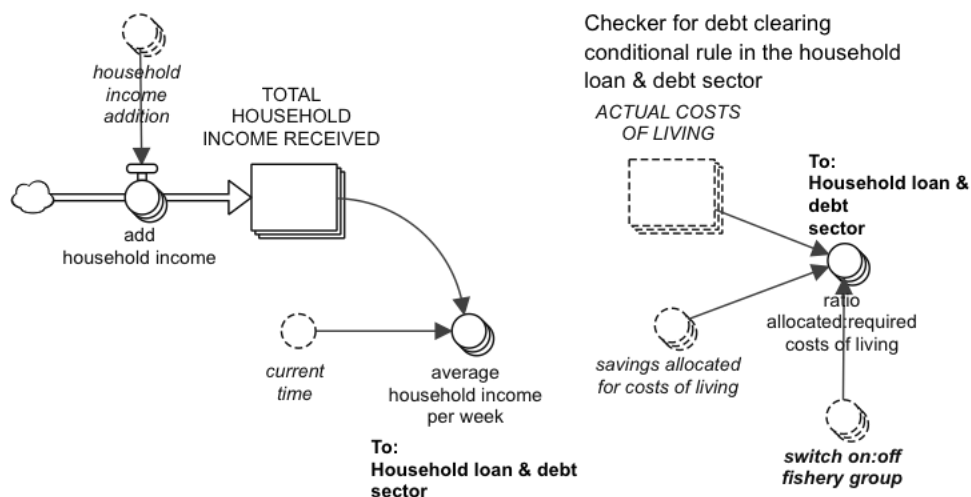 household
income
addition
TOTAL
HOUSEHOLD
INCOME RECEIVED
add
household income
current
time
average
household income
per week
To:
Household loan & debt
sector
Checker for debt clearing
conditional rule in the household
loan & debt sector
ACTUAL COSTS
OF LIVING
To:
Household loan &
debt
sector
ratio
allocated:required
costs of living
savings allocated
for costs of living
switch on:off
fishery group